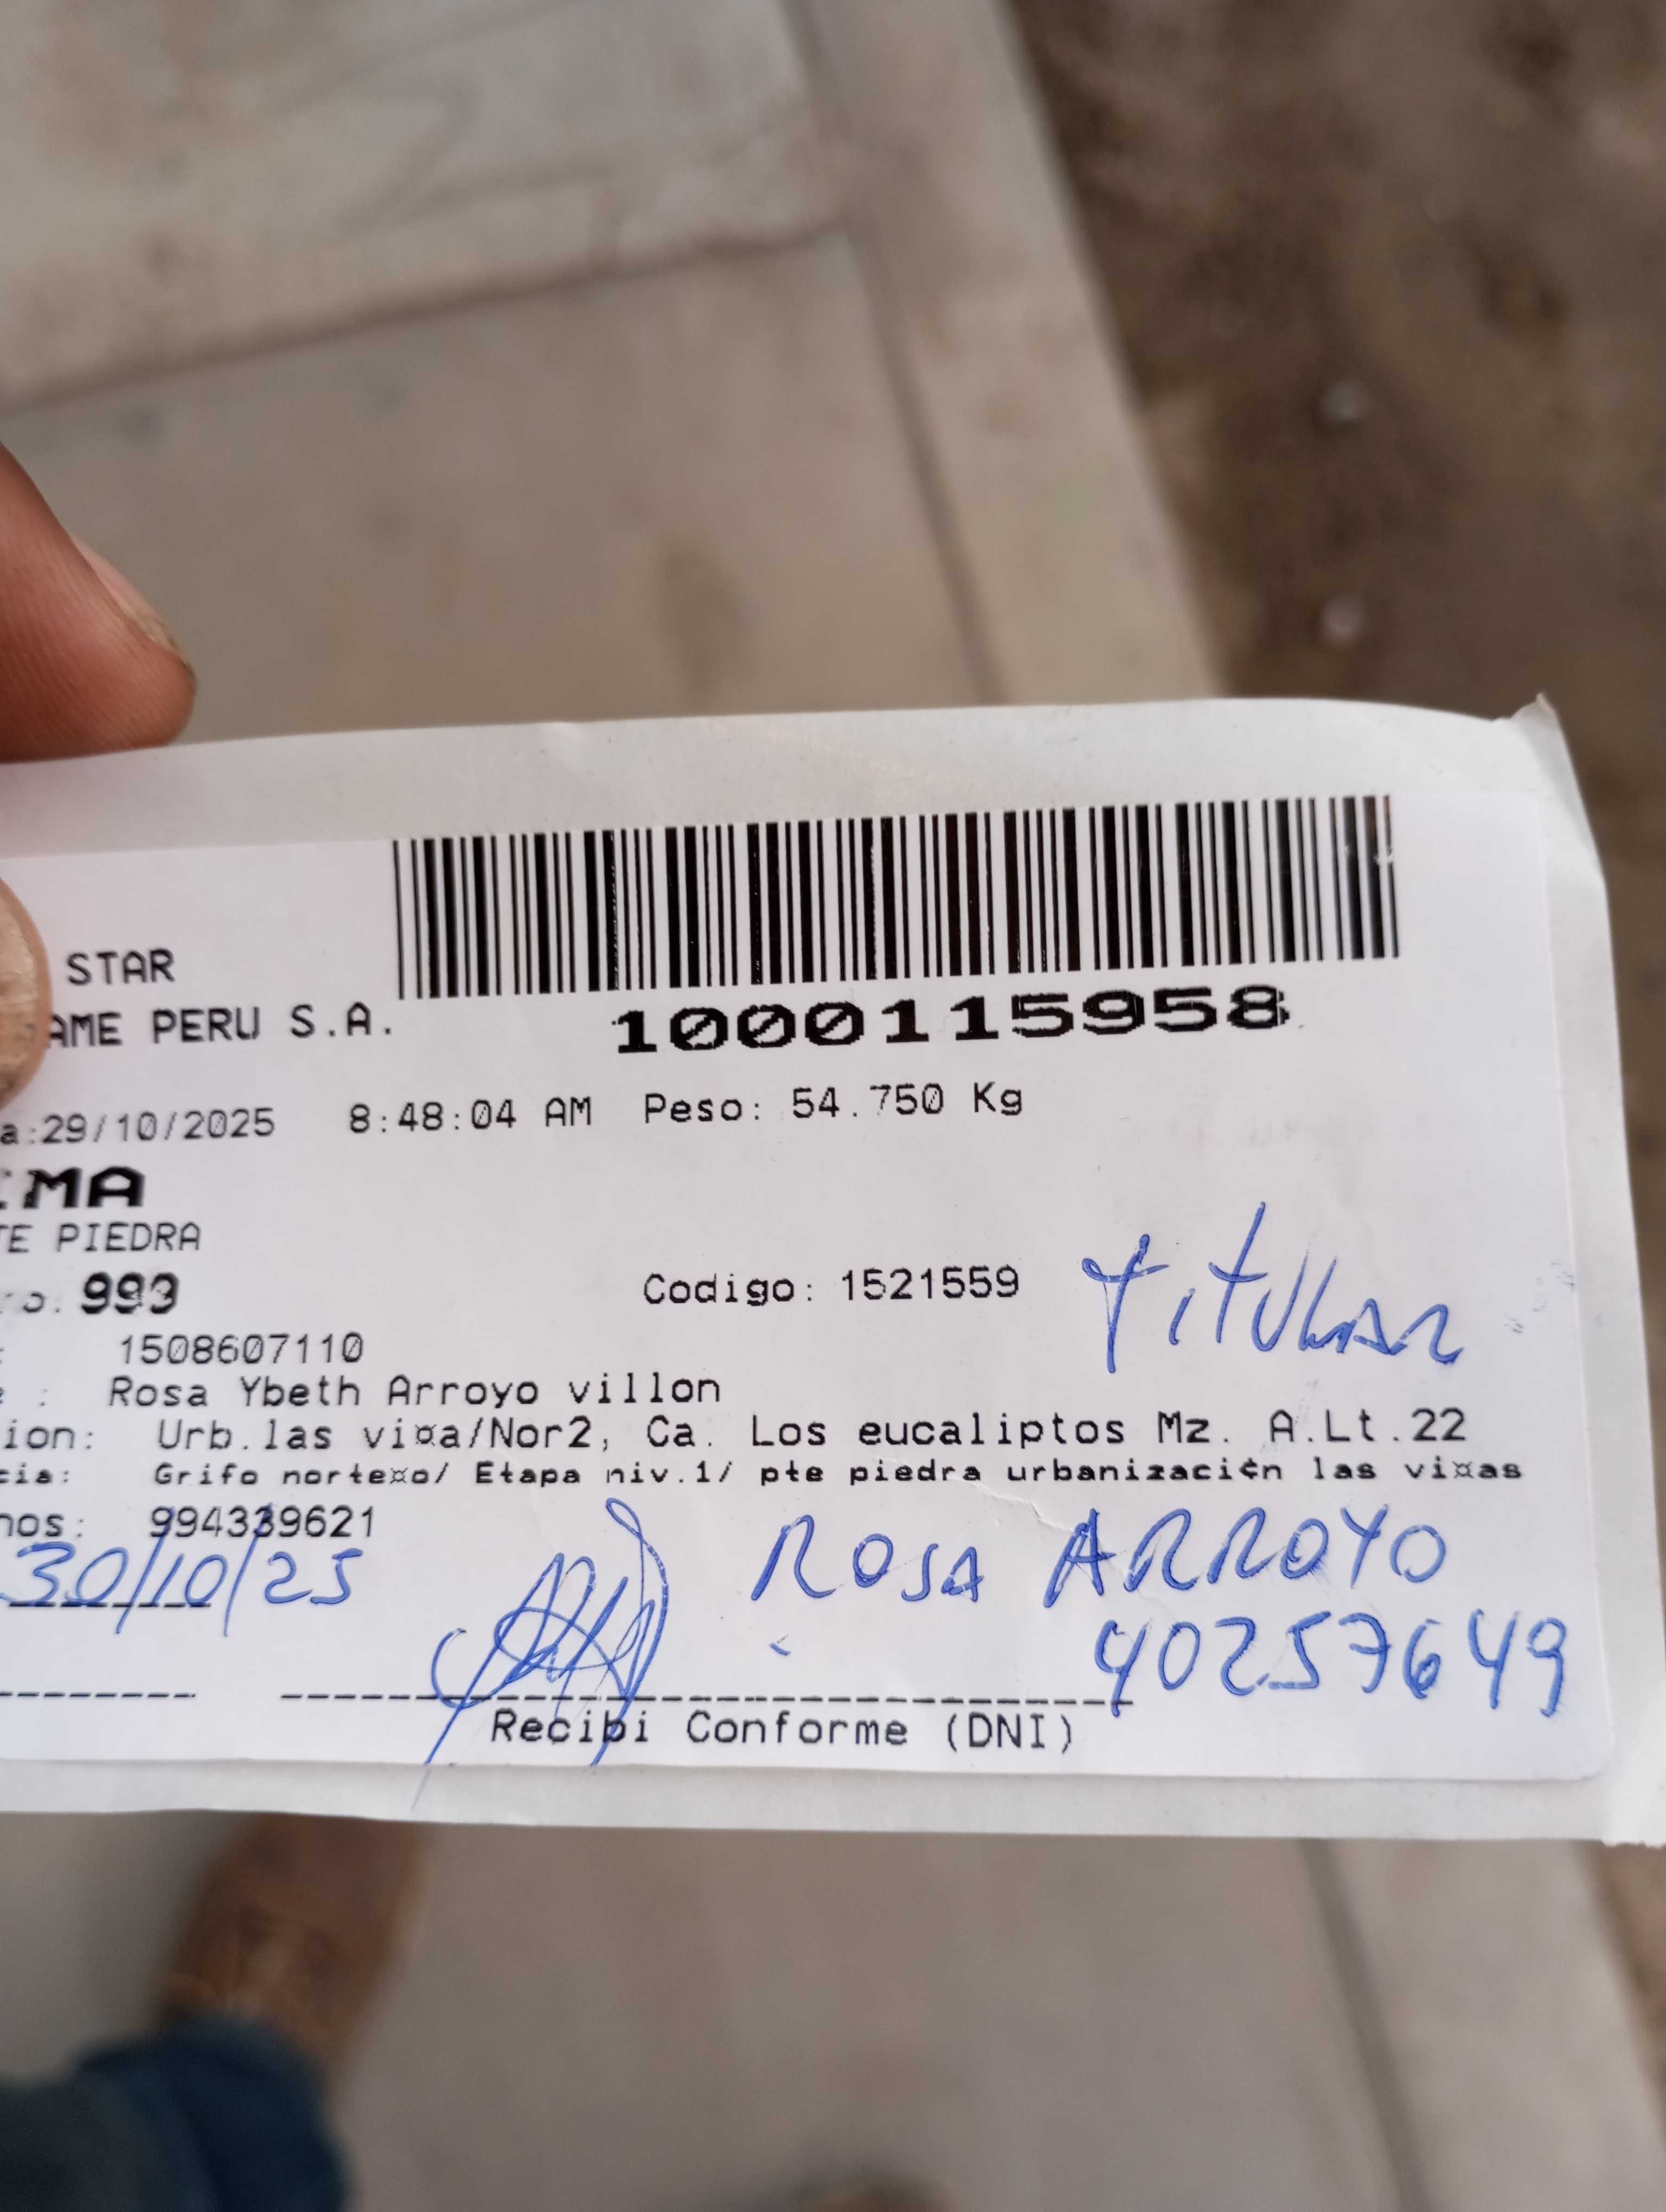 STAR
AME PERU S.A.
1000115958
a:29/10/2025 8:48:04 AM Peso: 54.750 Kg
IMA
TE PIEDRA
o. 993
Codigo: 1521559
TITULAR
: 1508607110
e : Rosa Ybeth Arroyo villon
ion: Urb.las vi¤a/Nor2, Ca. Los eucaliptos Mz. A.Lt.22
cia: Grifo norte¤o/ Etapa niv.1/ pte piedra urbanizaci¢n las vi¤as
nos: 994339621
30/10/25
ROSA ARROYO
40257649
Recibi Conforme (DNI)